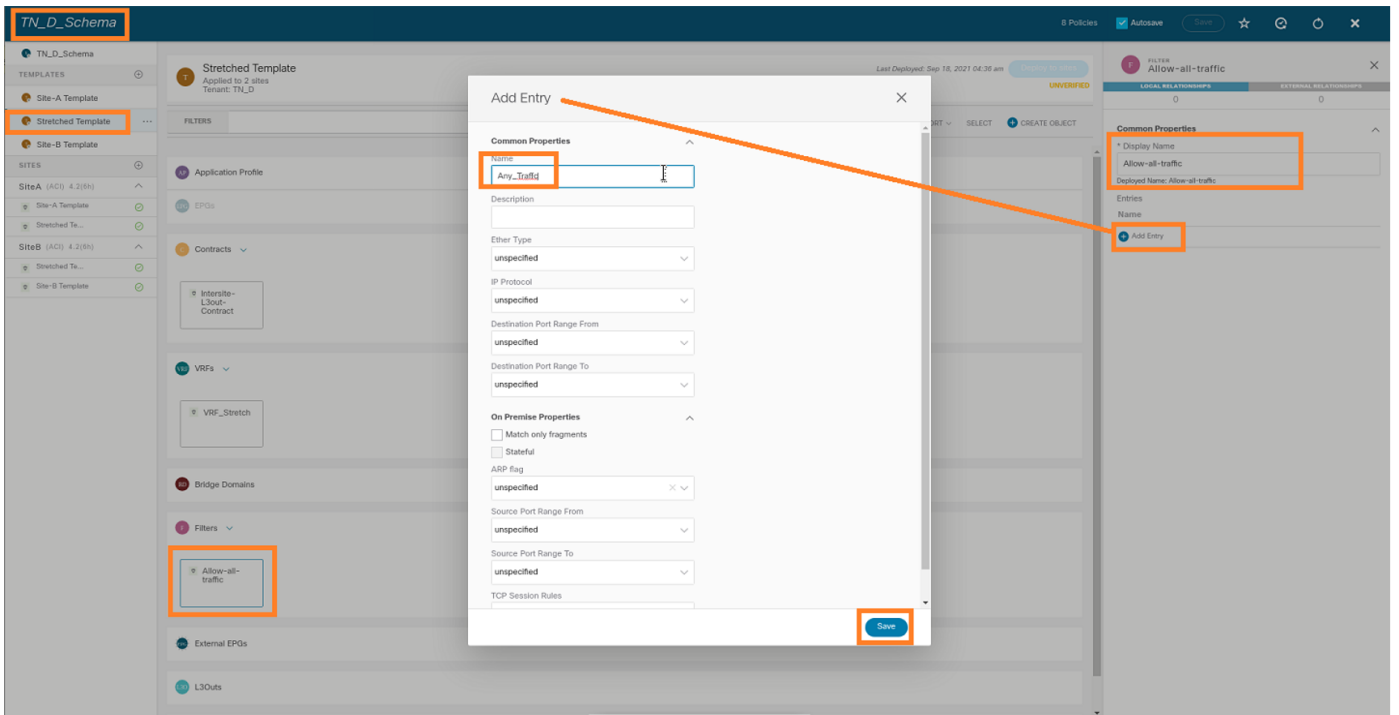 TN_D_Schema
8 Policies
Autosave
Save
TN_D_Schema
TEMPLATES
Site-A Template
Stretched Template
Site-B Template
SITES
SiteA (ACI) 4.2(6h)
Site-A Template
Stretched Te...
SiteB (ACI) 4.2(6h)
Stretched Te...
Site-B Template
T
Stretched Template
Applied to 2 sites
Tenant: TN_D
Last Deployed: Sep 18, 2021 04:36 am
UNVERIFIED
FILTERS
SELECT
CREATE OBJECT
AP
Application Profile
EPGs
Contracts
Intersite-
L3out-
Contract
VRFs
VRF_Stretch
BD
Bridge Domains
F
Filters
Allow-all-
traffic
External EPGs
L3Outs
Add Entry
Common Properties
Name
Any_Traffic
Description
Ether Type
unspecified
IP Protocol
unspecified
Destination Port Range From
unspecified
Destination Port Range To
unspecified
On Premise Properties
Match only fragments
Stateful
ARP flag
unspecified
Source Port Range From
unspecified
Source Port Range To
unspecified
TCP Session Rules
Save
F
FILTER
Allow-all-traffic
LOCAL RELATIONSHIPS
EXTERNAL RELATIONSHIPS
0
0
Common Properties
* Display Name
Allow-all-traffic
Deployed Name: Allow-all-traffic
Entries
Name
Add Entry